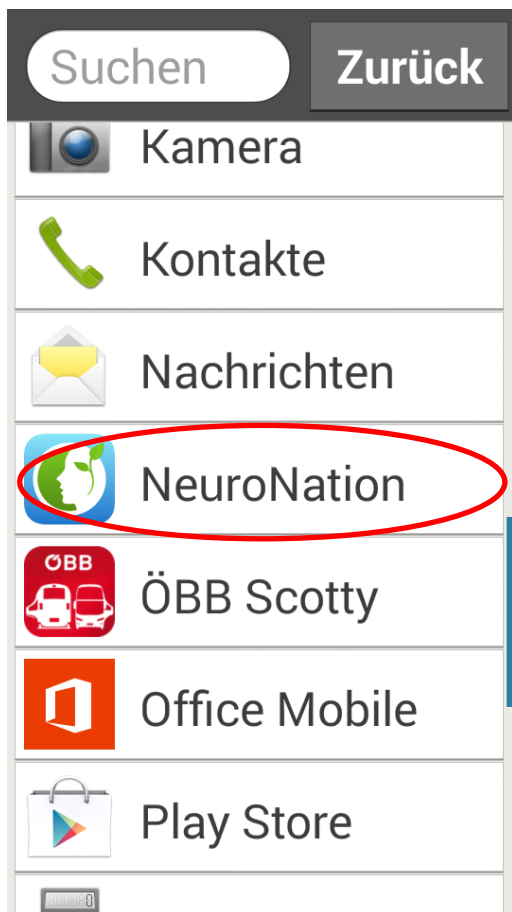 Suchen
Zurück
Kamera
Kontakte
Nachrichten
NeuroNation
ÖBB
ÖBB Scotty
Office Mobile
Play Store